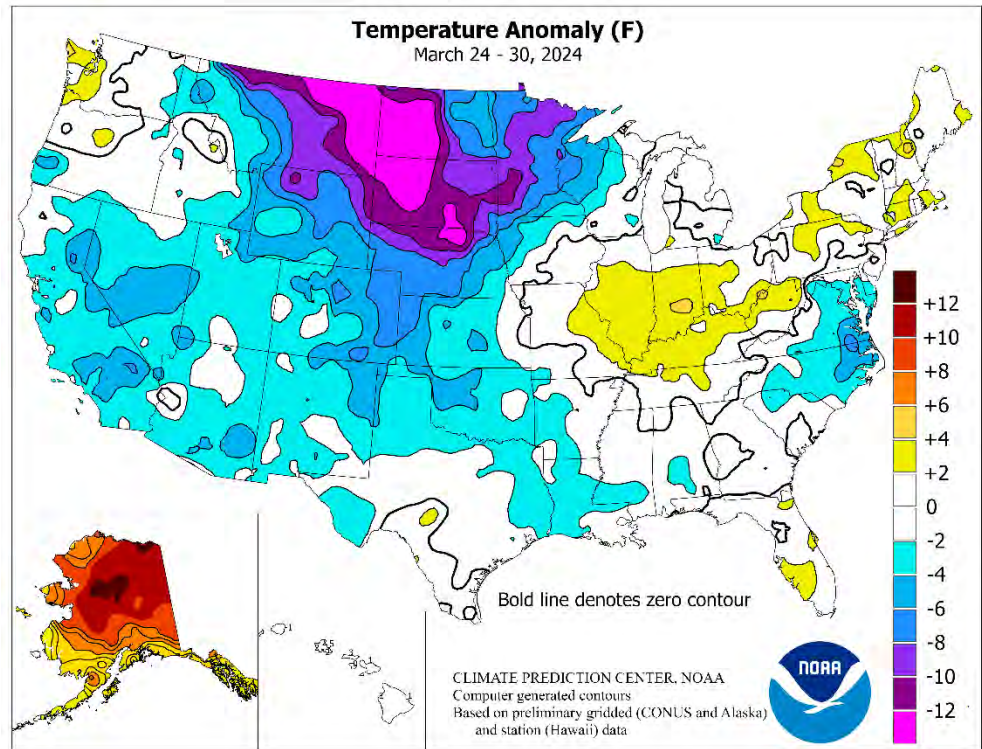 Temperature Anomaly (F)
March 24 - 30, 2024
+12
+10
+8
+6
+4
+2
0
-2
-4
-6
-8
-10
-12
Bold line denotes zero contour
CLIMATE PREDICTION CENTER, NOAA
Computer generated contours
Based on preliminary gridded (CONUS and Alaska)
and station (Hawaii) data
NOAA